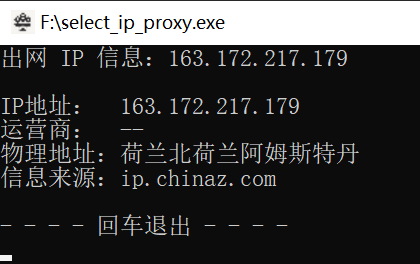 F:\select_ip_proxy.exe
出网 IP 信息：163.172.217.179
IP地址：  163.172.217.179
运营商：  --
物理地址：荷兰北荷兰阿姆斯特丹
信息来源：ip.chinaz.com
- - - - 回车退出 - - - -